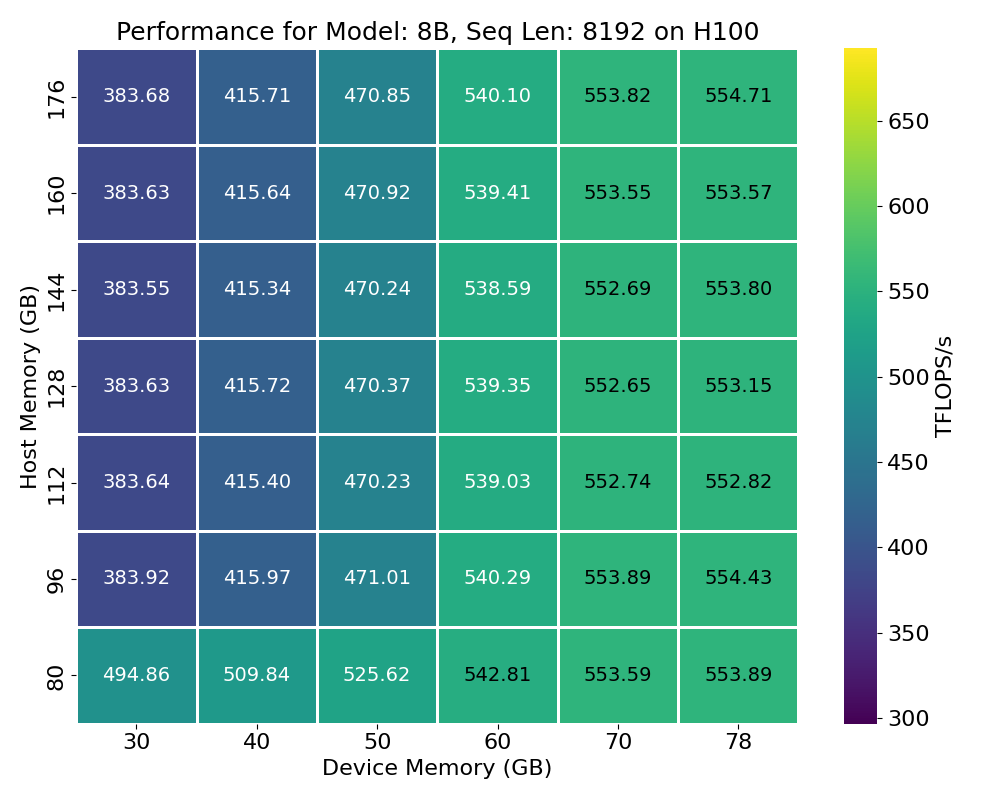 Performance for Model: 8B, Seq Len: 8192 on H100
176 383.68 415.71 470.85 540.10 553.82 554.71
160 383.63 415.64 470.92 539.41 553.55 553.57
144 383.55 415.34 470.24 538.59 552.69 553.80
128 383.63 415.72 470.37 539.35 552.65 553.15
112 383.64 415.40 470.23 539.03 552.74 552.82
96 383.92 415.97 471.01 540.29 553.89 554.43
80 494.86 509.84 525.62 542.81 553.59 553.89
30 40 50 60 70 78
Device Memory (GB)
Host Memory (GB)
650
600
550
500
450
400
350
300
TFLOPS/s